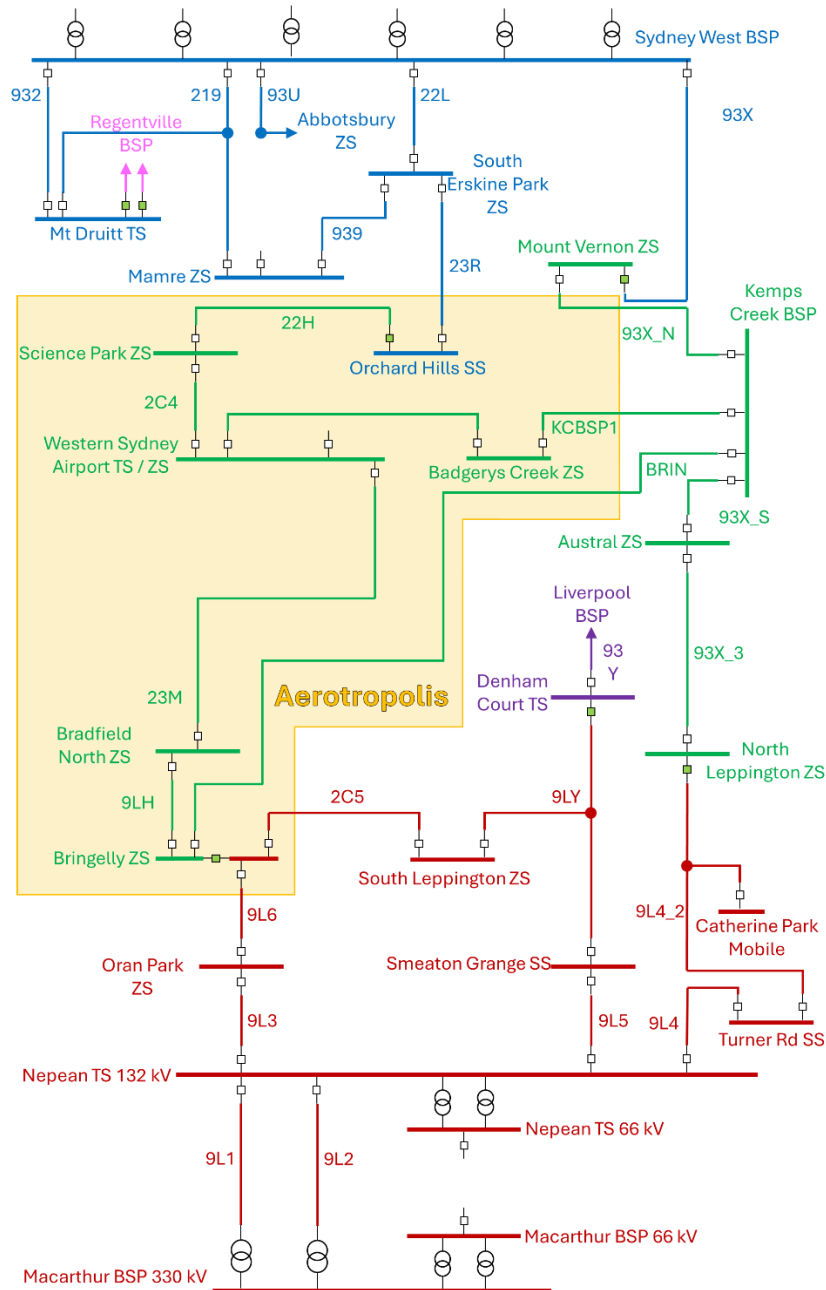 Sydney West BSP
932
219
93U
22L
93X
Regentville
BSP
Abbotsbury
ZS
South
Erskine Park
ZS
Mt Druitt TS
939
23R
Mamre ZS
Mount Vernon ZS
Kemps
Creek BSP
22H
93X_N
Science Park ZS
Orchard Hills SS
2C4
KCBSP1
Western Sydney
Airport TS / ZS
Badgerys Creek ZS
BRIN
93X_S
Austral ZS
Liverpool
BSP
93
Y
93X_3
Denham
Court TS
Aerotropolis
23M
Bradfield
North ZS
North
Leppington ZS
9LH
2C5
9LY
Bringelly ZS
South Leppington ZS
9L6
9L4_2
Catherine Park
Mobile
Oran Park
ZS
Smeaton Grange SS
9L3
9L5
9L4
Turner Rd SS
Nepean TS 132 kV
Nepean TS 66 kV
9L1
9L2
Macarthur BSP 66 kV
Macarthur BSP 330 kV